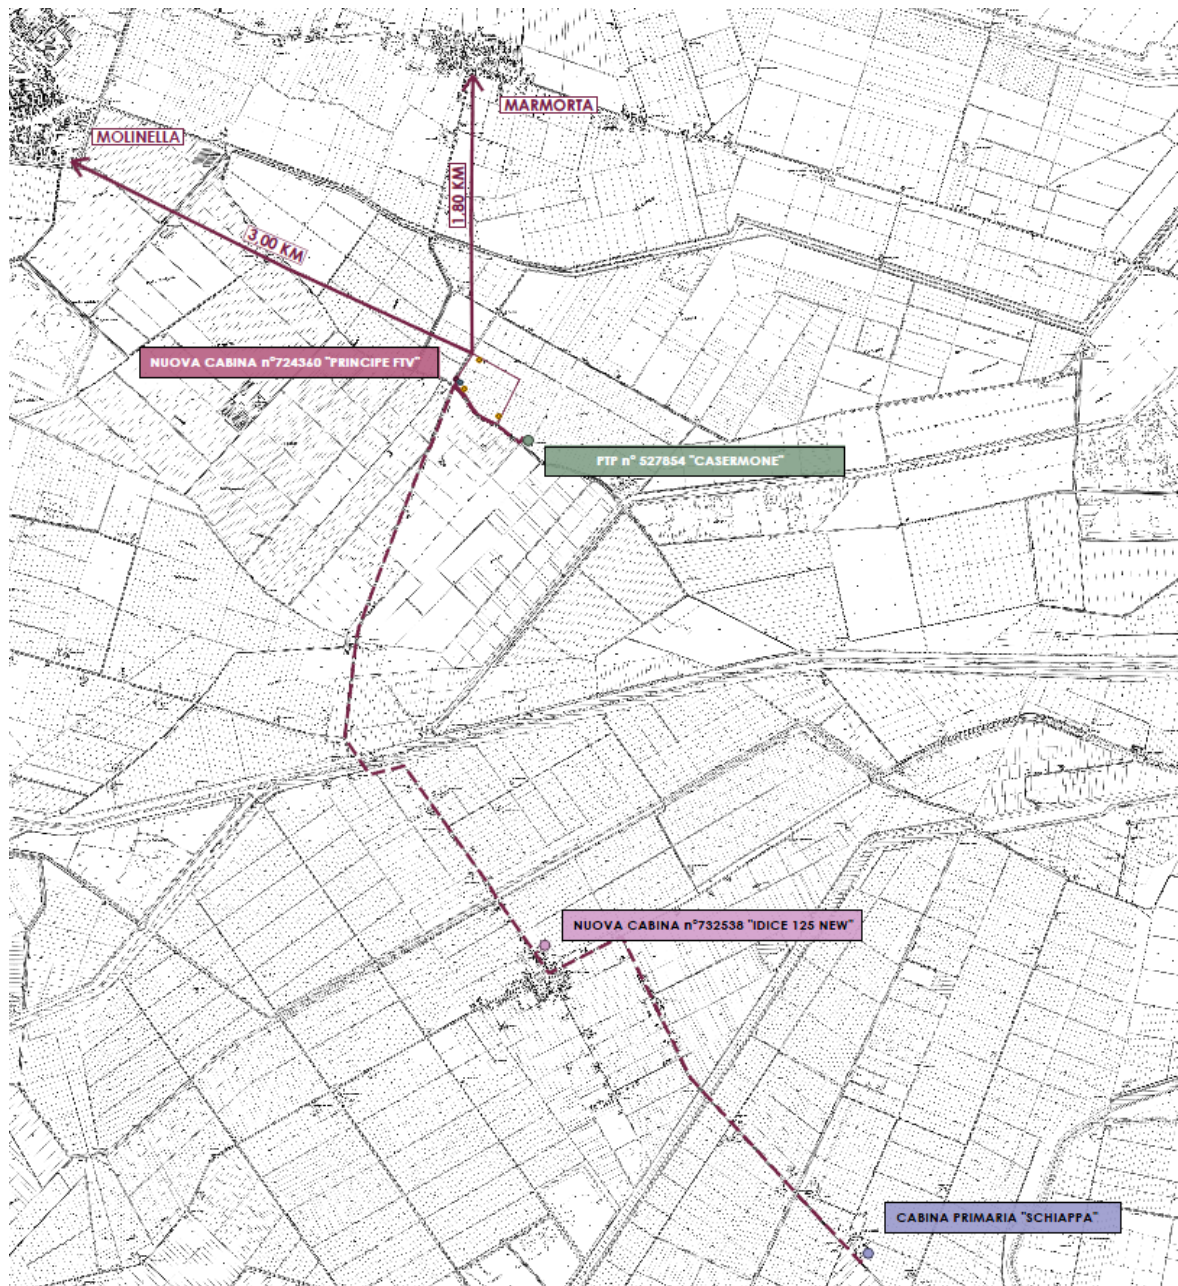 MARMORTA
MOLINELLA
1.80 KM
3,00 KM
NUOVA CABINA n°724360 "PRINCIPE FTV"
PTP n° 527854 "CASERMONE"
NUOVA CABINA n°732538 "IDICE 125 NEW"
CABINA PRIMARIA "SCHIAPPA"